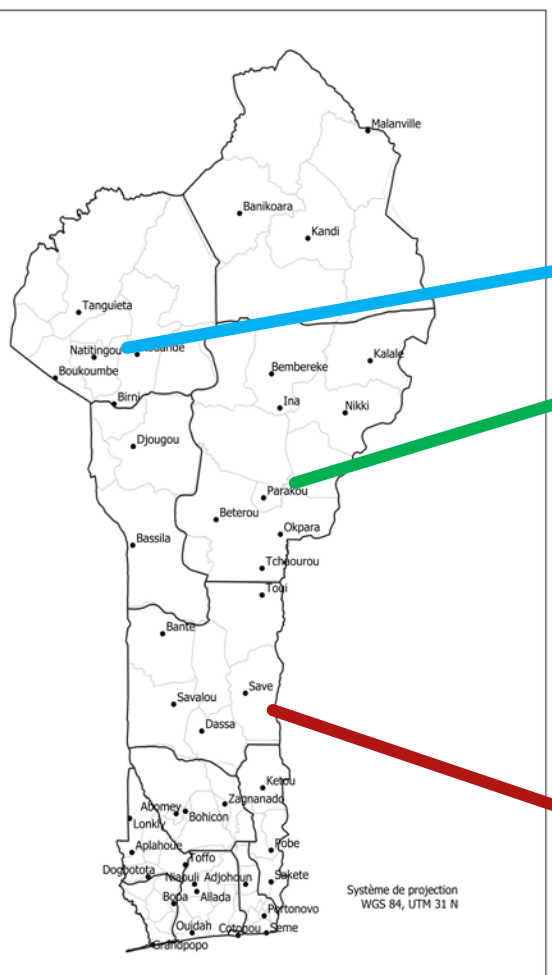 Malanville
Banikoara
Kandi
Tanguieta
Natitingou
Boukoumbe
Kalale
Bembereke
Birni
Ina
Nikki
Djougou
Parakou
Beterou
Okpara
Bassila
Tchaourou
Toui
Bante
Save
Savalou
Dassa
Ketou
Zagnanado
Abomey
Bohicon
Lonkly
Aplahoue
Pobe
Toffo
Dogbotota
Niaouli
Adjohoun
Sakete
Allada
Bopa
Système de projection
WGS 84, UTM 31 N
Portonovo
Ouidah
Cotonou
Seme
Grandpopo